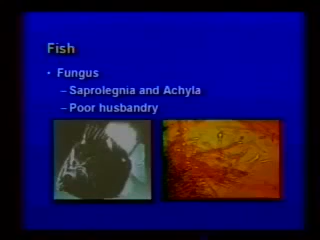 Fish
• Fungus
– Saprolegnia and Achyla
– Poor husbandry